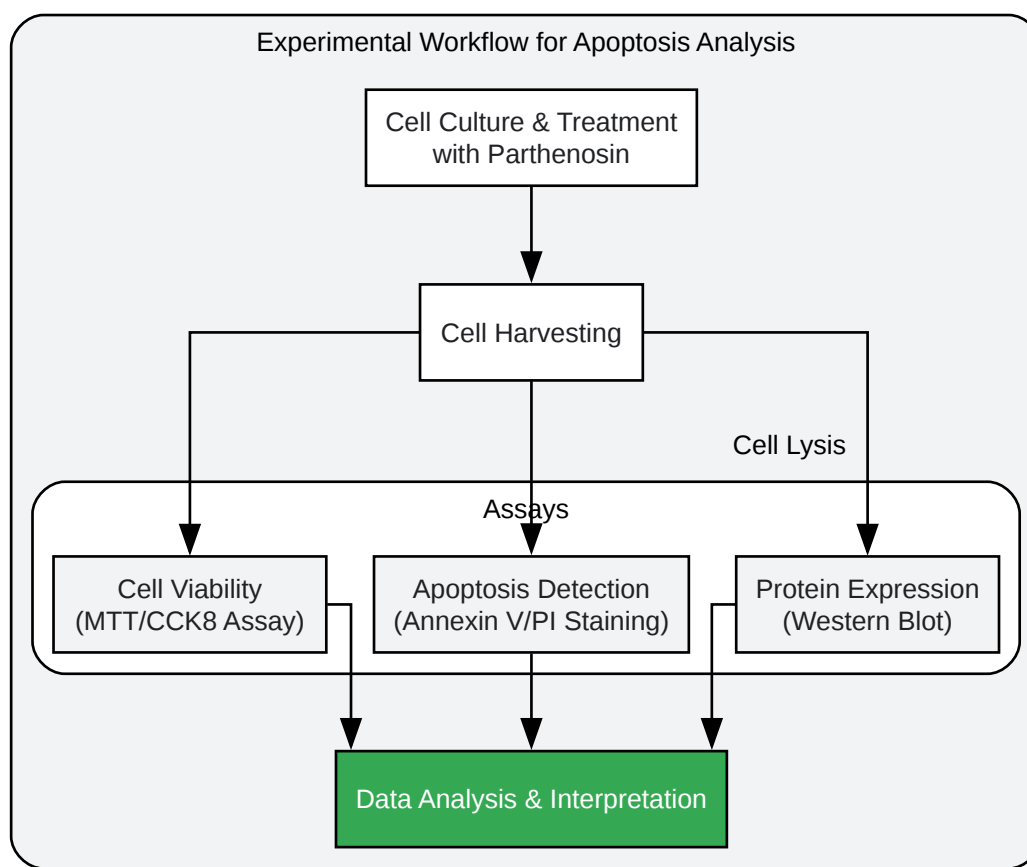 Experimental Workflow for Apoptosis Analysis
Cell Culture & Treatment
with Parthenosin
Cell Harvesting
Cell Lysis
Assays
Cell Viability
(MTT/CCK8 Assay)
Apoptosis Detection
(Annexin V/PI Staining)
Protein Expression
(Western Blot)
Data Analysis & Interpretation